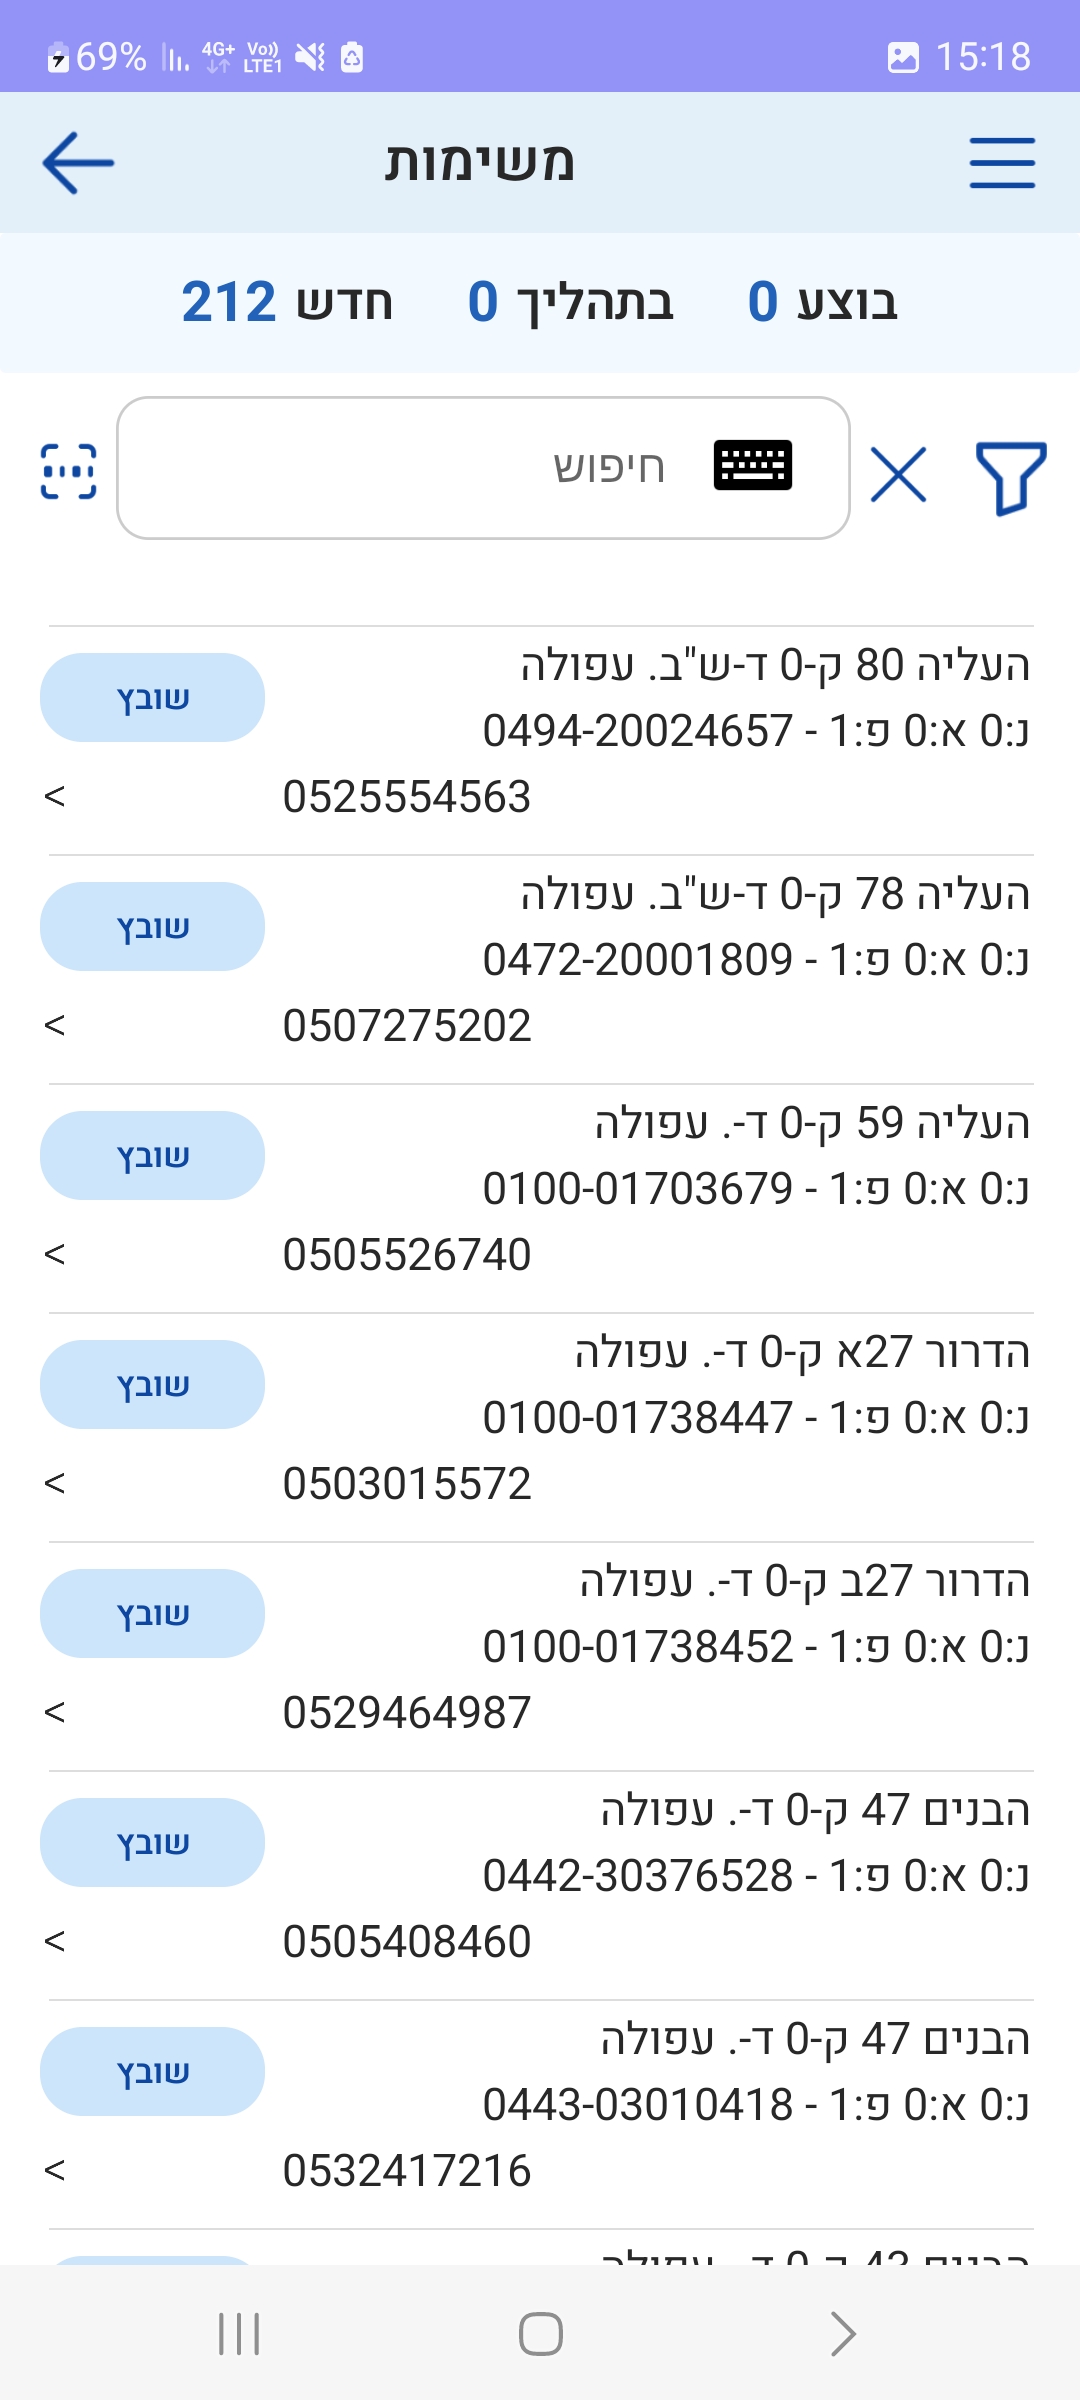 69% 4G+ Vo)) LTE1 15:18
משימות
בוצע 0 בתהליך 0 חדש 212
חיפוש
העליה 80 ק-0 ד-ש"ב. עפולה
שובץ
נ:0 א:0 פ:1 - 0494-20024657
0525554563
>
העליה 78 ק-0 ד-ש"ב. עפולה
שובץ
נ:0 א:0 פ:1 - 0472-20001809
0507275202
>
העליה 59 ק-0 ד-. עפולה
שובץ
נ:0 א:0 פ:1 - 0100-01703679
0505526740
>
הדרור 27א ק-0 ד-. עפולה
שובץ
נ:0 א:0 פ:1 - 0100-01738447
0503015572
>
הדרור 27ב ק-0 ד-. עפולה
שובץ
נ:0 א:0 פ:1 - 0100-01738452
0529464987
>
הבנים 47 ק-0 ד-. עפולה
שובץ
נ:0 א:0 פ:1 - 0442-30376528
0505408460
>
הבנים 47 ק-0 ד-. עפולה
שובץ
נ:0 א:0 פ:1 - 0443-03010418
0532417216
>